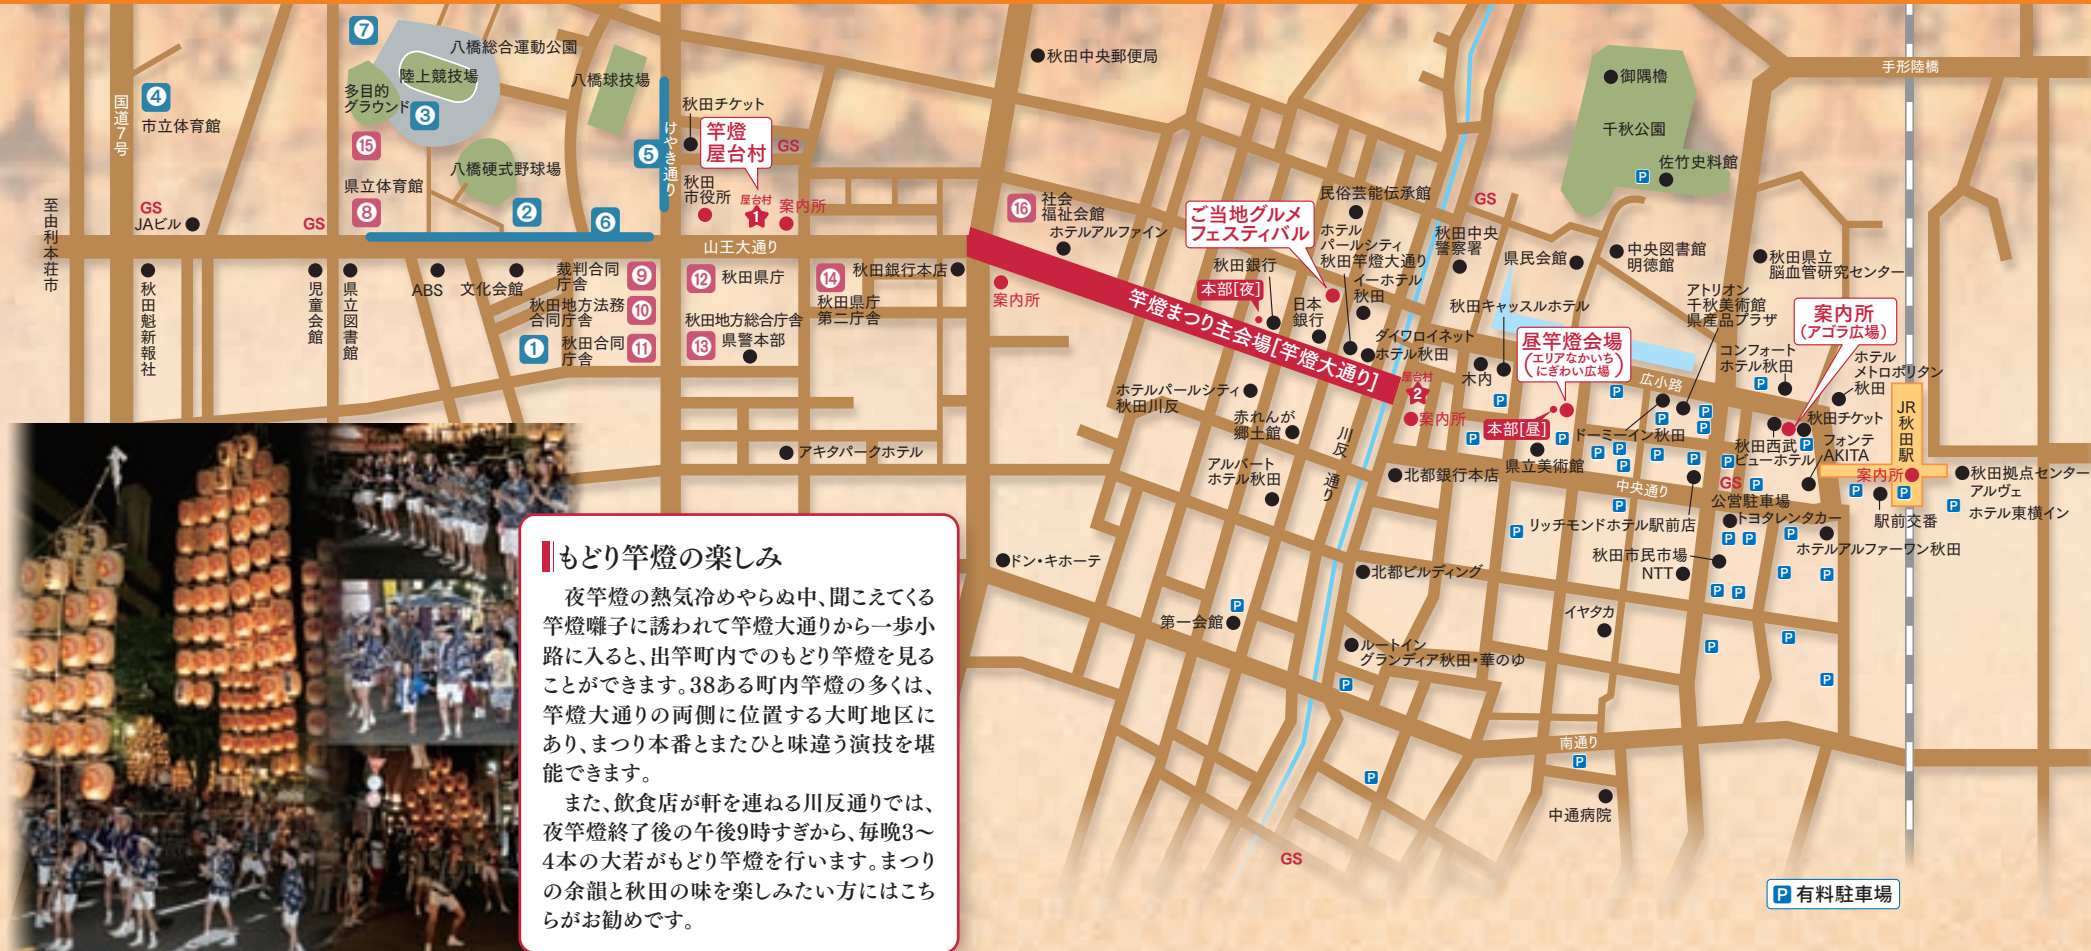 7
八橋総合運動公園
陸上競技場
多目的
グラウンド
3
八橋球技場
4
市立体育館
国道7号
15
県立体育館
8
八橋硬式野球場
2
6
5
けやき通り
秋田チケット
竿燈
屋台村
GS
秋田
市役所
屋台村
1
案内所
至由利本荘市
GS
JAビル
GS
山王大通り
秋田魁新報社
児童会館
県立図書館
ABS
文化会館
裁判合同
庁舎
9
秋田地方法務
合同庁舎
10
1
秋田合同
庁舎
11
12
秋田県庁
秋田地方総合庁舎
13
県警本部
14
秋田県庁
第二庁舎
秋田銀行本店
アキタパークホテル
秋田中央郵便局
16
社会
福祉会館
ホテルアルファイン
案内所
竿燈まつり主会場[竿燈大通り]
ご当地グルメ
フェスティバル
民俗芸能伝承館
ホテル
パールシティ
秋田竿燈大通り
秋田銀行
本部[夜]
日本
銀行
イーホテル
秋田
ダイワロイネット
ホテル秋田
屋台村
2
案内所
GS
秋田中央
警察署
県民会館
秋田キャッスルホテル
木内
昼竿燈会場
(エリアなかいち
にぎわい広場)
本部[昼]
県立美術館
御隅櫓
千秋公園
P
佐竹史料館
手形陸橋
中央図書館
明徳館
秋田県立
脳血管研究センター
アトリオン
千秋美術館
県産品プラザ
案内所
(アゴラ広場)
コンフォート
ホテル秋田
ホテル
メトロポリタン
秋田
広小路
ドーミーイン秋田
秋田チケット
秋田西武
ビューホテル
フォンテ
AKITA
JR秋田駅
案内所
秋田拠点センター
アルヴェ
ホテル東横イン
駅前交番
中央通り
GS
公営駐車場
トヨタレンタカー
ホテルアルファーワン秋田
リッチモンドホテル駅前店
秋田市民市場
NTT
イヤタカ
ホテルパールシティ
秋田川反
赤れんが
郷土館
アルバート
ホテル秋田
川反通り
北都銀行本店
ドン・キホーテ
北都ビルディング
第一会館
ルートイン
グランディア秋田・華のゆ
南通り
中通病院
GS
P 有料駐車場
もどり竿燈の楽しみ
夜竿燈の熱気冷めやらぬ中、聞こえてくる
竿燈囃子に誘われて竿燈大通りから一歩小
路に入ると、出竿町内でのもどり竿燈を見る
ことができます。38ある町内竿燈の多くは、
竿燈大通りの両側に位置する大町地区に
あり、まつり本番とまたひと味違う演技を堪
能できます。
また、飲食店が軒を連ねる川反通りでは、
夜竿燈終了後の午後9時すぎから、毎晩3〜
4本の大若がもどり竿燈を行います。まつり
の余韻と秋田の味を楽しみたい方にはこち
らがお勧めです。